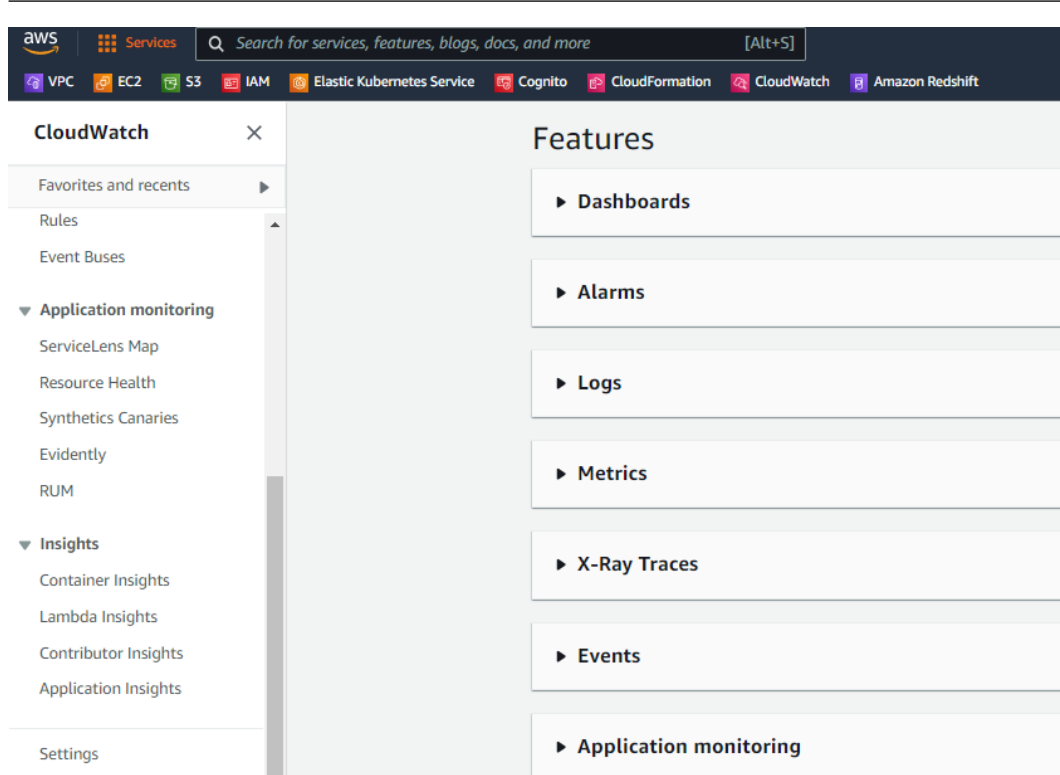 aws Services Search for services, features, blogs, docs, and more [Alt+S]
VPC EC2 S3 IAM Elastic Kubernetes Service Cognito CloudFormation CloudWatch Amazon Redshift
CloudWatch
Favorites and recents
Rules
Event Buses
Application monitoring
ServiceLens Map
Resource Health
Synthetics Canaries
Evidently
RUM
Insights
Container Insights
Lambda Insights
Contributor Insights
Application Insights
Settings
Features
Dashboards
Alarms
Logs
Metrics
X-Ray Traces
Events
Application monitoring